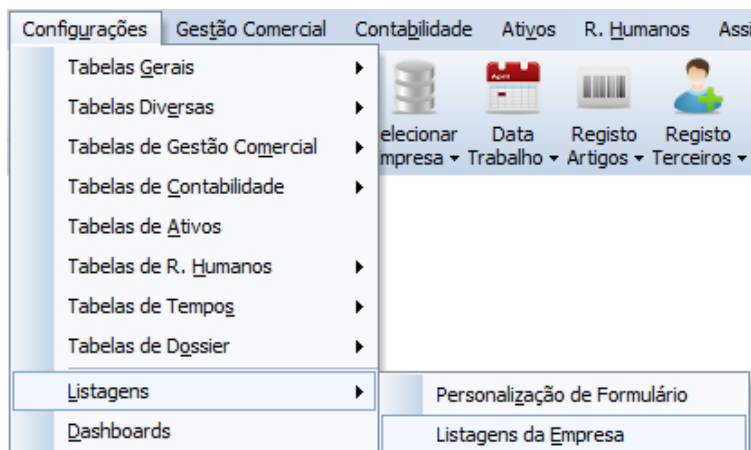 Configurações Gestão Comercial Contabilidade Ativos R. Humanos Assi
Tabelas Gerais
Tabelas Diversas
Tabelas de Gestão Comercial
Tabelas de Contabilidade
Tabelas de Ativos
Tabelas de R. Humanos
Tabelas de Tempos
Tabelas de Dossier
Listagens
Dashboards
April
elecionar Data Registo Registo
mpresa Trabalho Artigos Terceiros
Personalização de Formulário
Listagens da Empresa